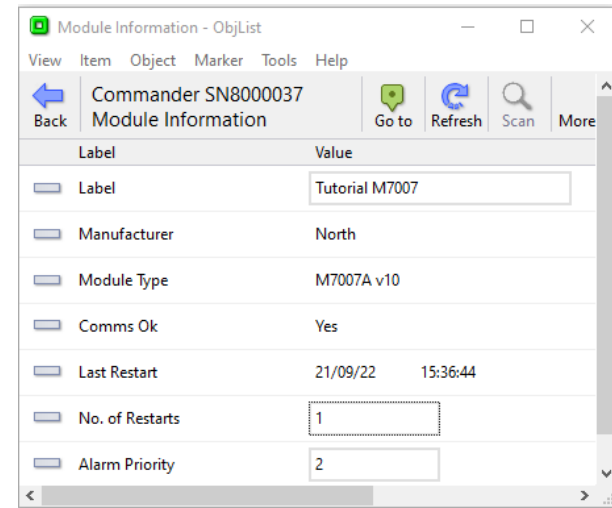 Module Information - ObjList
View Item Object Marker Tools Help
Back
Commander SN8000037
Module Information
Go to
Refresh
Scan
More
Label Value
Label Tutorial M7007
Manufacturer North
Module Type M7007A v10
Comms Ok Yes
Last Restart 21/09/22 15:36:44
No. of Restarts 1
Alarm Priority 2